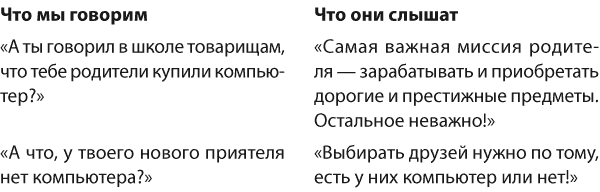 Что мы говорим
Что они слышат
«А ты говорил в школе товарищам,
что тебе родители купили компью-
тер?»
«Самая важная миссия родите-
ля — зарабатывать и приобретать
дорогие и престижные предметы.
Остальное неважно!»
«А что, у твоего нового приятеля
нет компьютера?»
«Выбирать друзей нужно по тому,
есть у них компьютер или нет!»